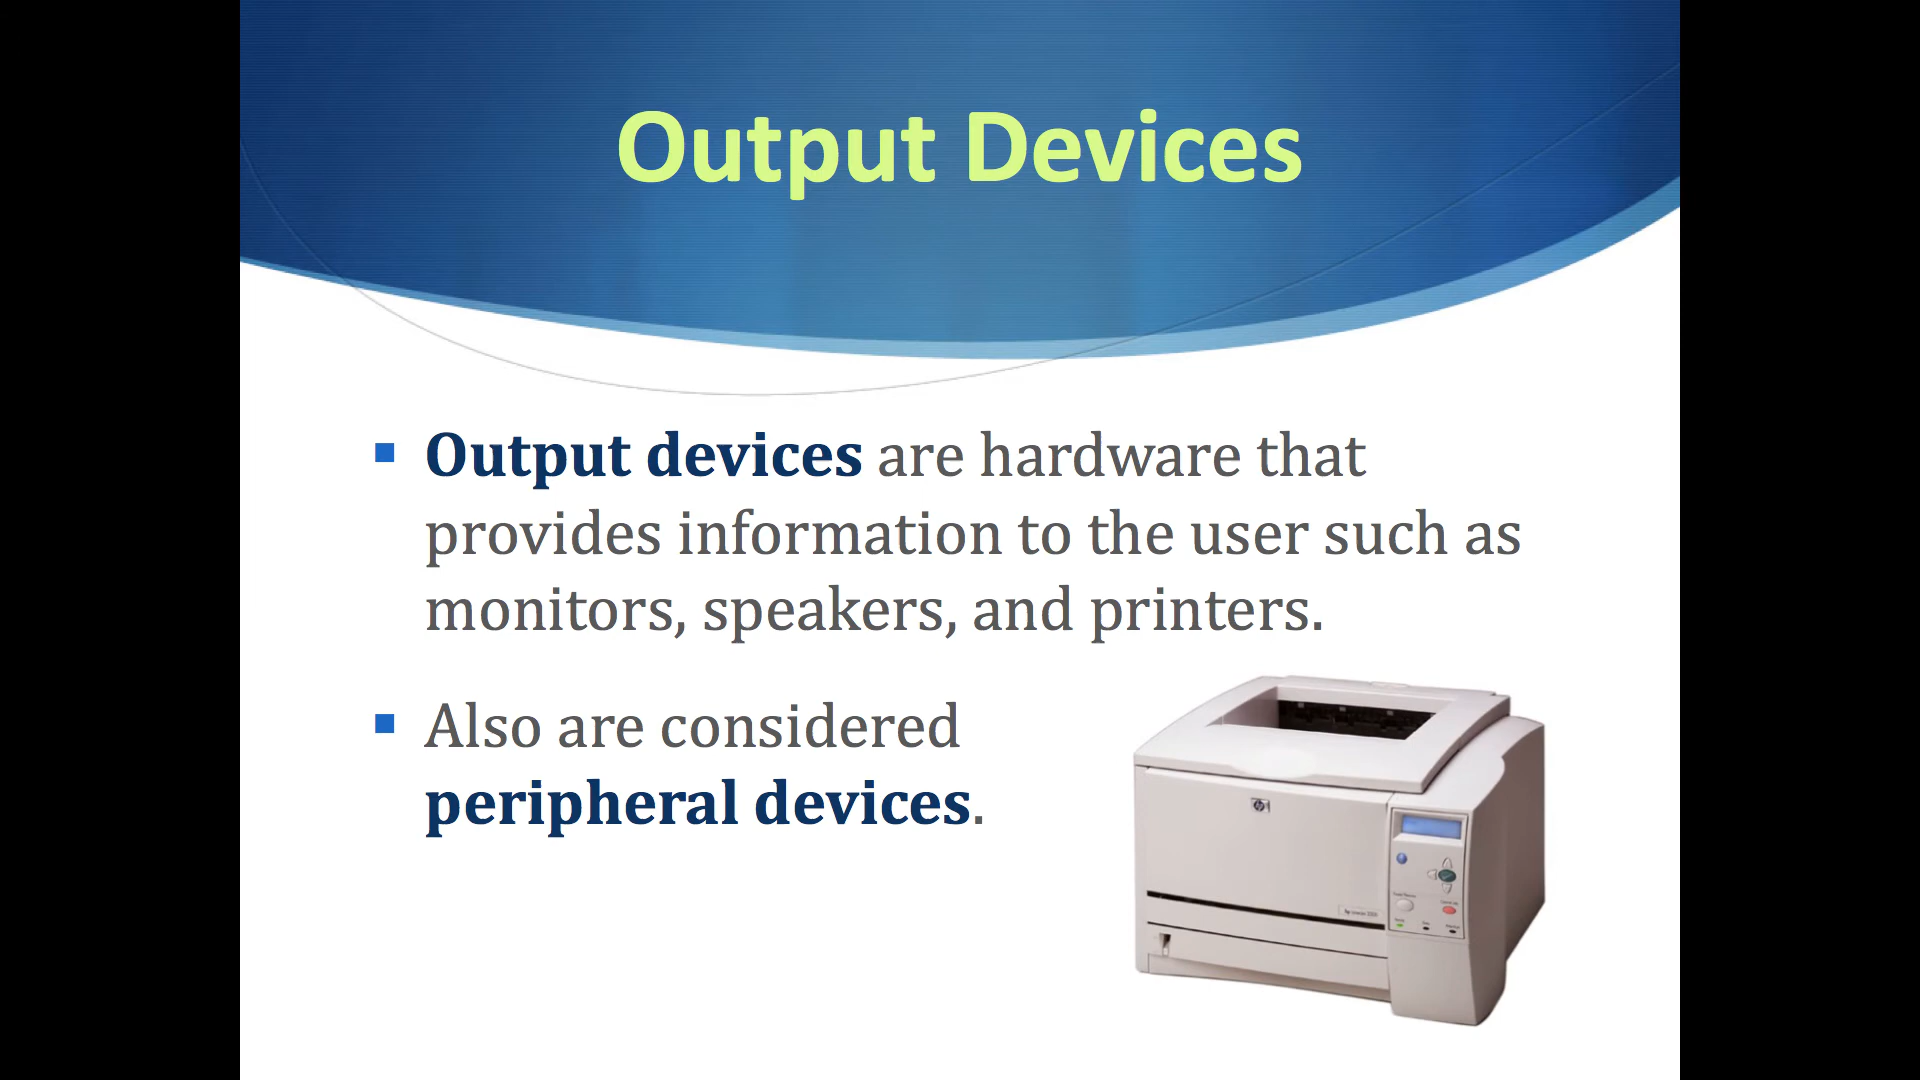 Output Devices
Output devices are hardware that
provides information to the user such as
monitors, speakers, and printers.
Also are considered
peripheral devices.
hp